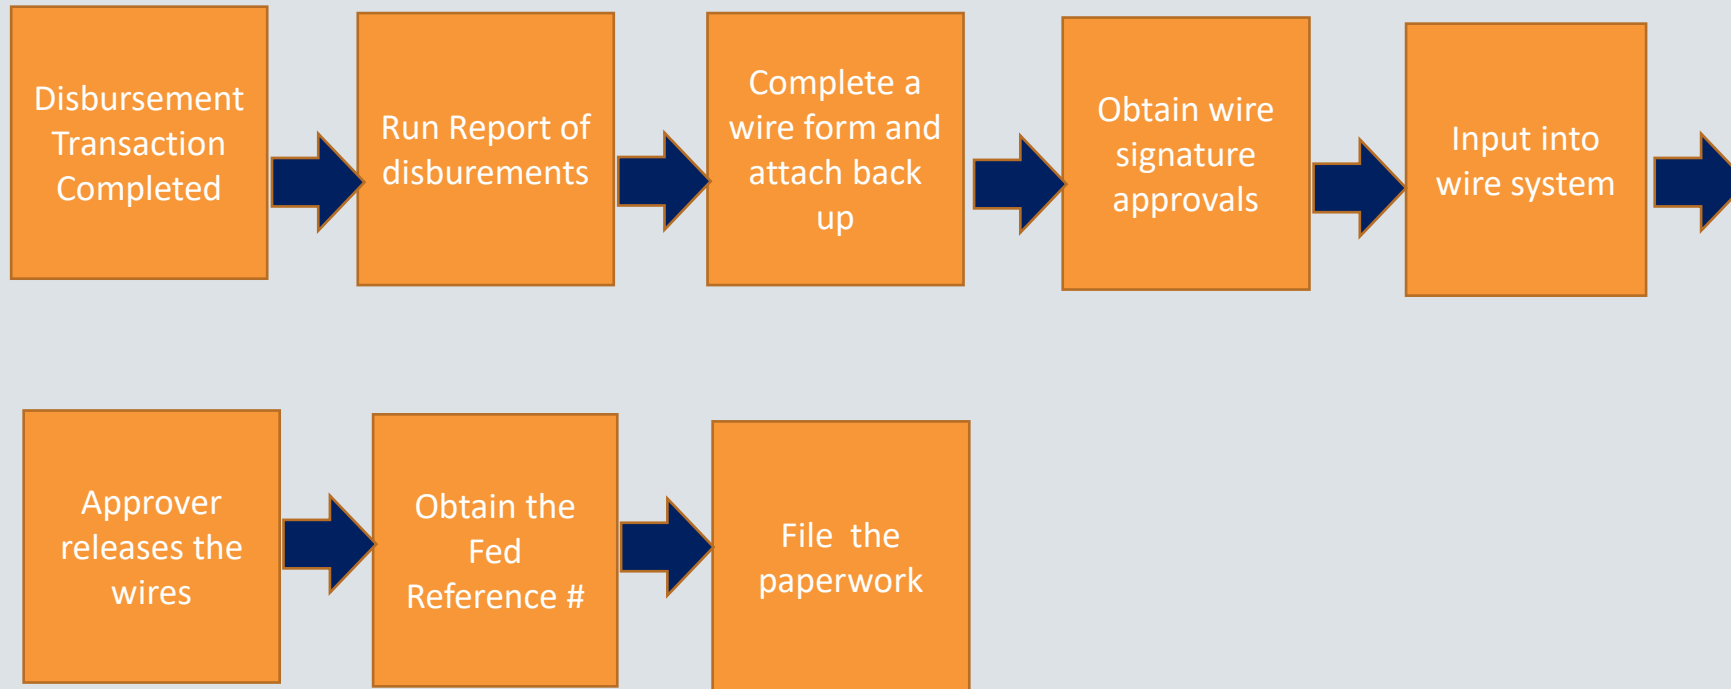 Disbursement
Transaction
Completed
Run Report of
disburements
Complete a
wire form and
attach back
up
Obtain wire
signature
approvals
Input into
wire system
Approver
releases the
wires
Obtain the
Fed
Reference #
File the
paperwork